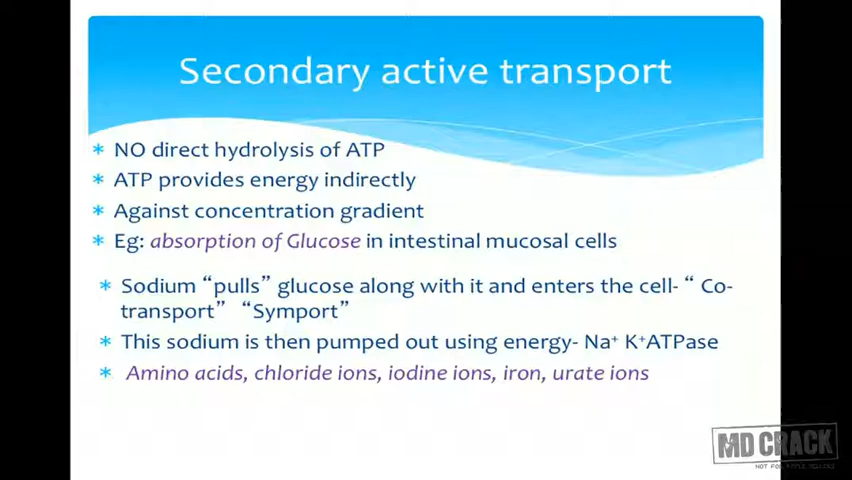 Secondary active transport
* NO direct hydrolysis of ATP
* ATP provides energy indirectly
* Against concentration gradient
* Eg: absorption of Glucose in intestinal mucosal cells
* Sodium “pulls” glucose along with it and enters the cell- “ Co-
transport” “Symport”
* This sodium is then pumped out using energy- Na⁺ K⁺ATPase
* Amino acids, chloride ions, iodine ions, iron, urate ions
MD CRACK